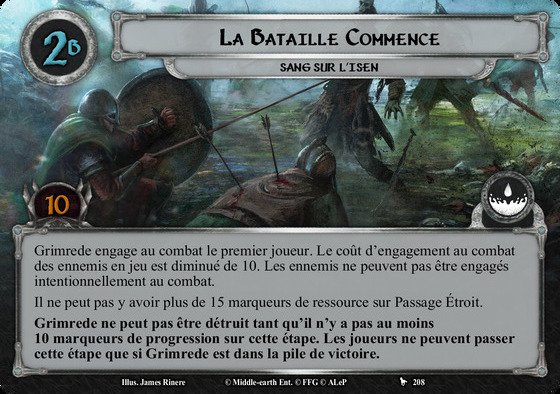 2B
La Bataille Commence
Sang sur l'Isen
10
Grimrede engage au combat le premier joueur. Le coût d'engagement au combat
des ennemis en jeu est diminué de 10. Les ennemis ne peuvent pas être engagés
intentionnellement au combat.
Il ne peut pas y avoir plus de 15 marqueurs de ressource sur Passage Étroit.
Grimrede ne peut pas être détruit tant qu'il n'y a pas au moins
10 marqueurs de progression sur cette étape. Les joueurs ne peuvent passer
cette étape que si Grimrede est dans la pile de victoire.
Illus. James Rinere © Middle-earth Ent. © FFG © ALeP 208